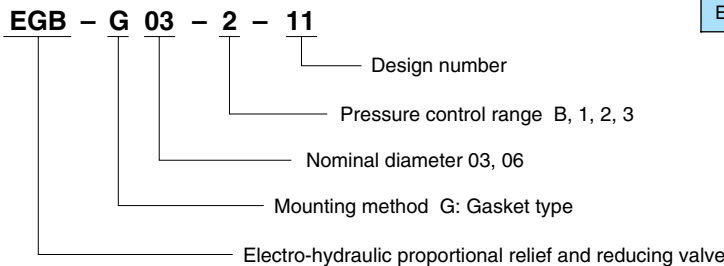 EGB – G 03 – 2 – 11
E
Design number
Pressure control range B, 1, 2, 3
Nominal diameter 03, 06
Mounting method G: Gasket type
Electro-hydraulic proportional relief and reducing valve